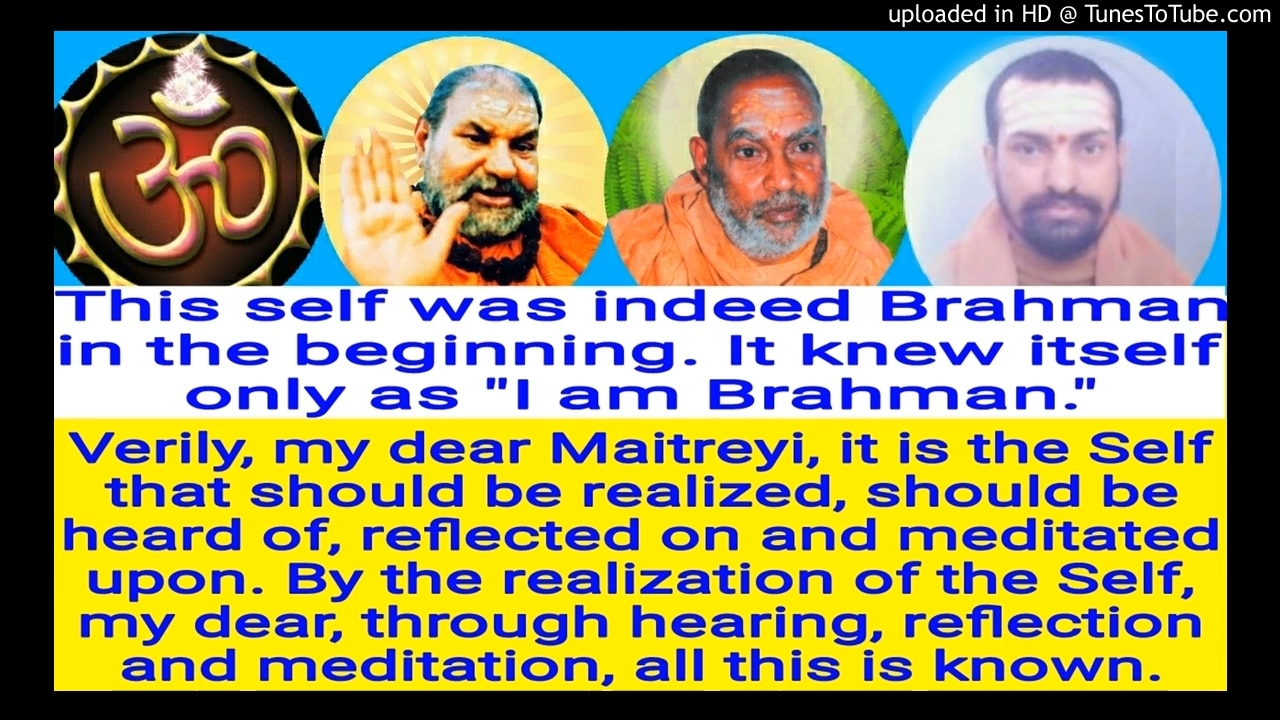 uploaded in HD @ TunesToTube.com
ॐ
This self was indeed Brahman
in the beginning. It knew itself
only as "I am Brahman."
Verily, my dear Maitreyi, it is the Self
that should be realized, should be
heard of, reflected on and meditated
upon. By the realization of the Self,
my dear, through hearing, reflection
and meditation, all this is known.